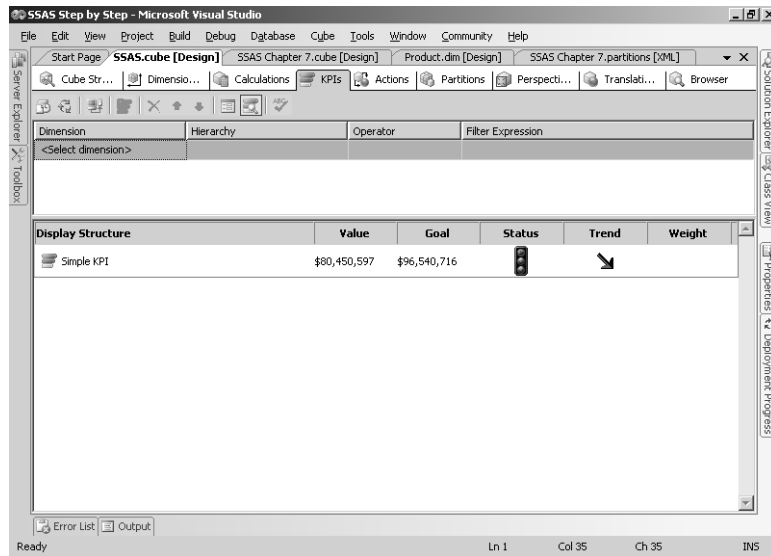 SSAS Step by Step - Microsoft Visual Studio
File Edit View Project Build Debug Database Cube Tools Window Community Help
Start Page SSAS.cube [Design] SSAS Chapter 7.cube [Design] Product.dim [Design] SSAS Chapter 7.partitions [XML]
Cube Str... Dimensio... Calculations KPIs Actions Partitions Perspecti... Translati... Browser
Dimension Hierarchy Operator Filter Expression
<Select dimension>
Display Structure Value Goal Status Trend Weight
Simple KPI $80,450,597 $96,540,716
Server Explorer
Toolbox
Solution Explorer
Class View
Properties
Deployment Progress
Error List Output
Ready Ln 1 Col 35 Ch 35 INS